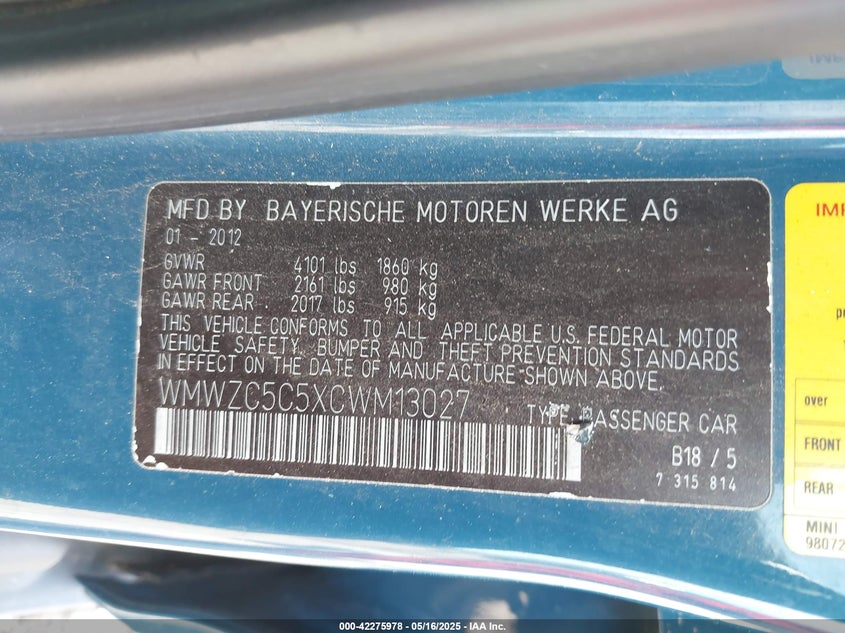 MFD BY BAYERISCHE MOTOREN WERKE AG
01 - 2012
GVWR 4101 lbs 1860 kg
GAWR FRONT 2161 lbs 980 kg
GAWR REAR 2017 lbs 915 kg
THIS VEHICLE CONFORMS TO ALL APPLICABLE U.S. FEDERAL MOTOR
VEHICLE SAFETY, BUMPER AND THEFT PREVENTION STANDARDS
IN EFFECT ON THE DATE OF MANUFACTURE SHOWN ABOVE.
WMWZC5C5XCWM13027 TYPE PASSENGER CAR
B18 / 5
7 315 814
over
FRONT
REAR
MINI
000-42275978 - 05/16/2025 - IAA Inc.